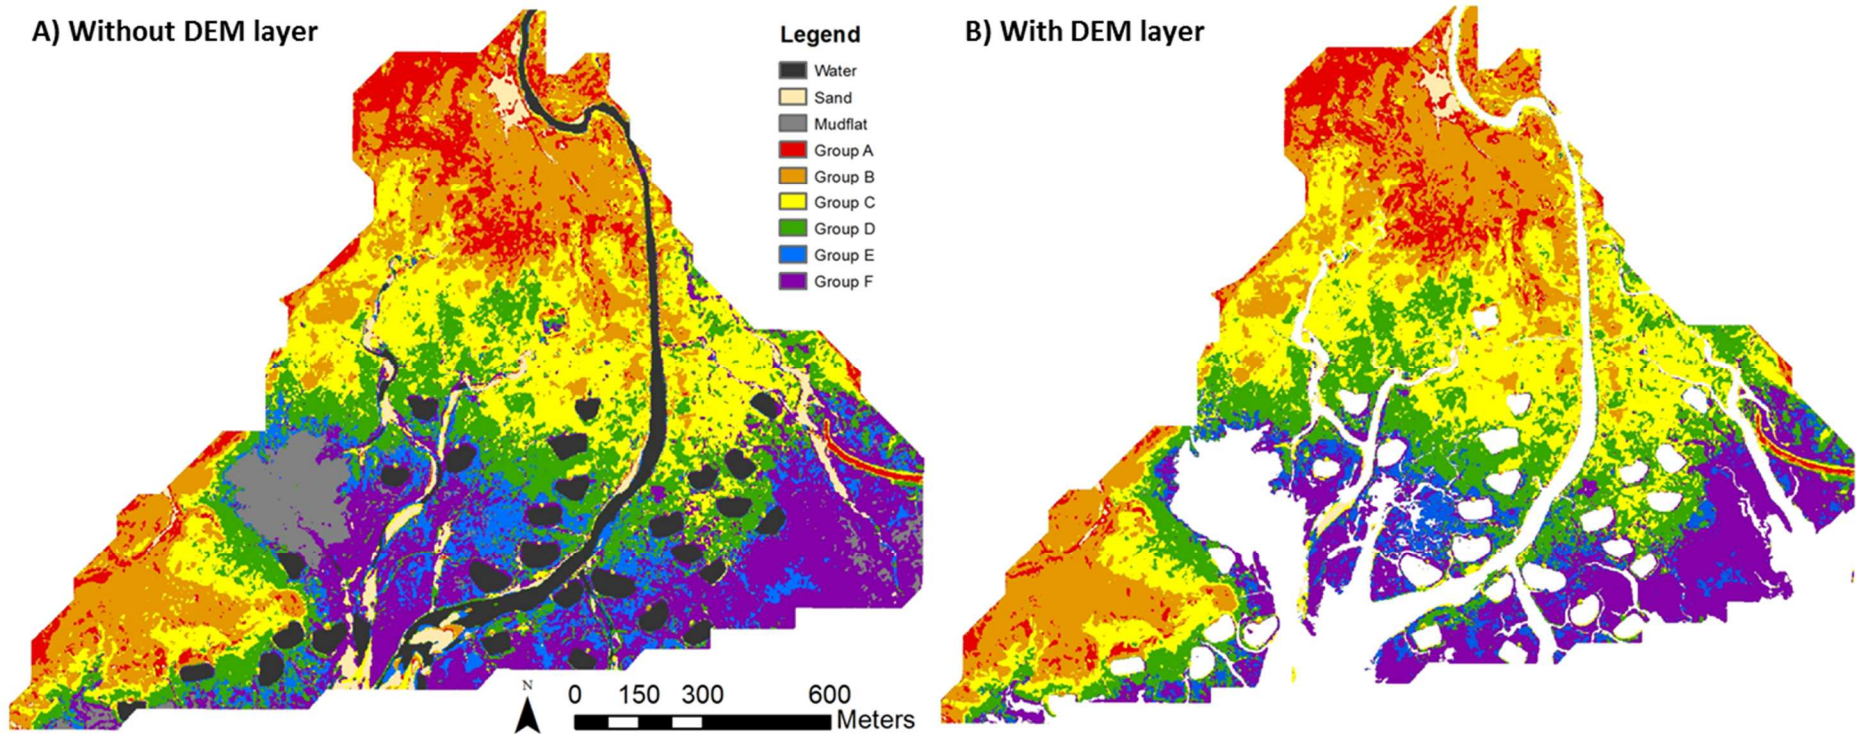 A) Without DEM layer
Legend
Water
Sand
Mudflat
Group A
Group B
Group C
Group D
Group E
Group F
B) With DEM layer
N
0 150 300 600
Meters